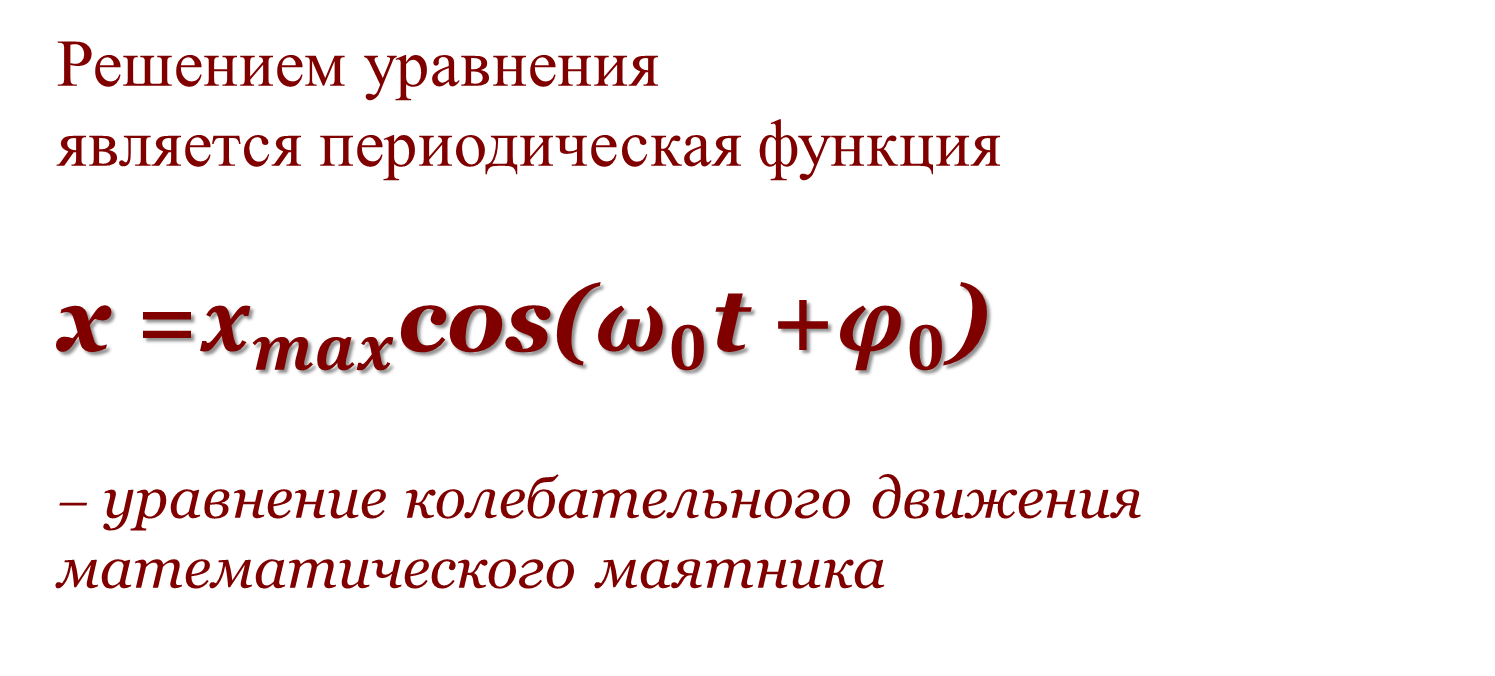 Решением уравнения
является периодическая функция
x =xₘₐₓcos(ω₀t +φ₀)
– уравнение колебательного движения
математического маятника